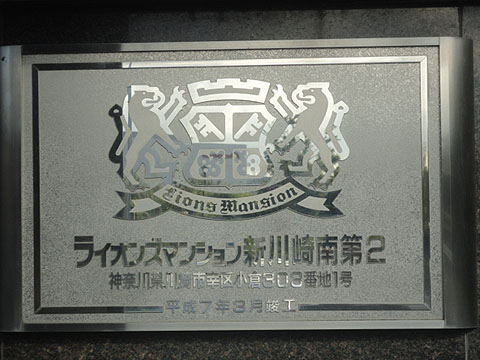 Lions Mansion
ライオンズマンション新川崎南第2
神奈川県川崎市幸区小倉303番地1号
平成7年3月竣工